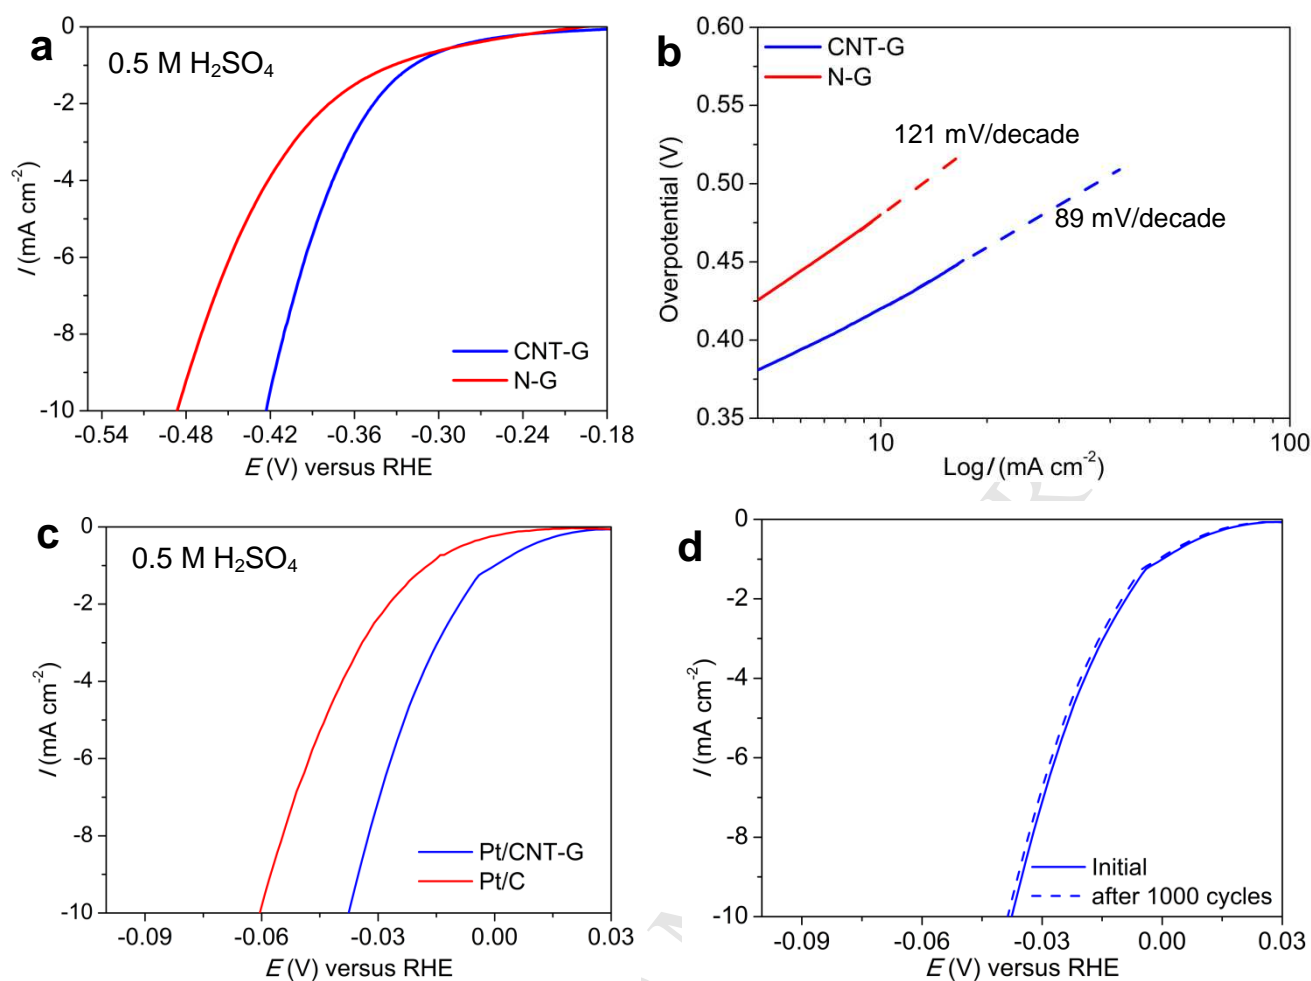 a
0.5 M H₂SO₄
0
-2
-4
-6
-8
-10
I (mA cm⁻²)
CNT-G
N-G
-0.54 -0.48 -0.42 -0.36 -0.30 -0.24 -0.18
E (V) versus RHE
b
CNT-G
N-G
0.60
0.55
0.50
0.45
0.40
0.35
Overpotential (V)
121 mV/decade
89 mV/decade
10 100
Log I (mA cm⁻²)
c
0.5 M H₂SO₄
0
-2
-4
-6
-8
-10
I (mA cm⁻²)
Pt/CNT-G
Pt/C
-0.09 -0.06 -0.03 0.00 0.03
E (V) versus RHE
d
0
-2
-4
-6
-8
-10
I (mA cm⁻²)
Initial
after 1000 cycles
-0.09 -0.06 -0.03 0.00 0.03
E (V) versus RHE